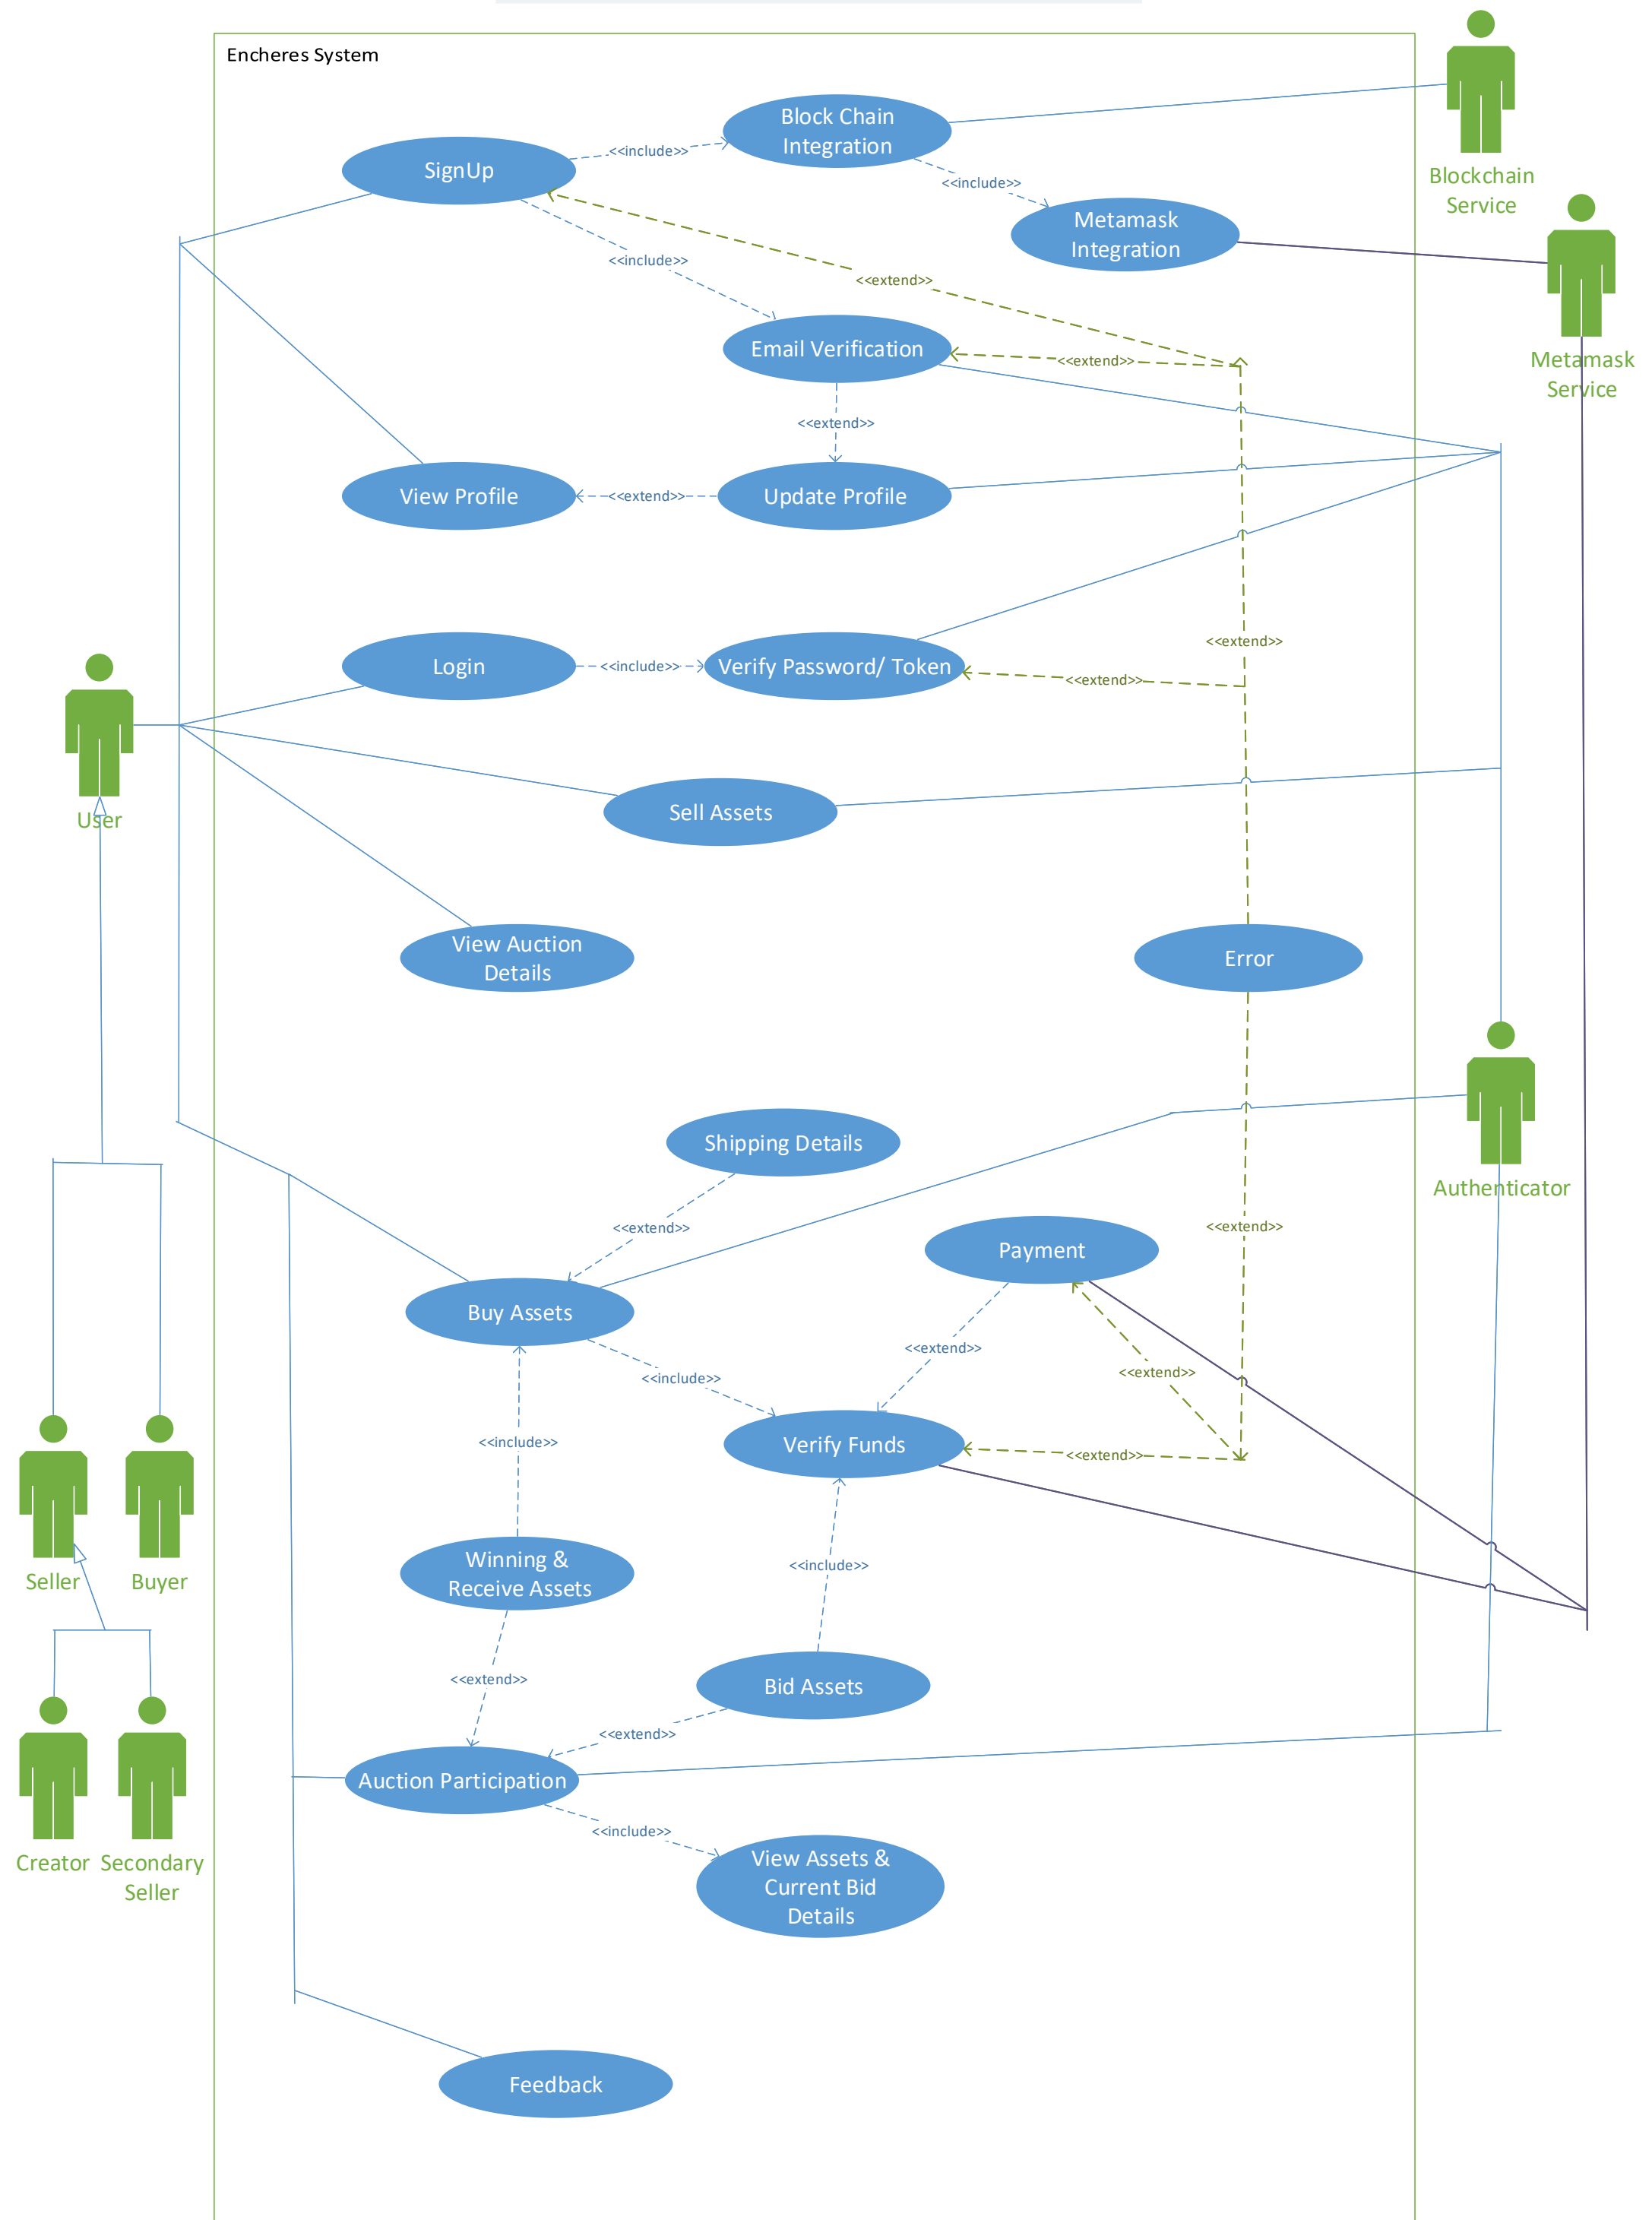 Encheres System
Block Chain
Integration
SignUp
<<include>>
Blockchain
Service
<<include>>
Metamask
Integration
<<include>>
<<extend>>
Email Verification
<<extend>>
Metamask
Service
<<extend>>
View Profile
<<extend>>
Update Profile
<<extend>>
Login
<<include>>
Verify Password/ Token
<<extend>>
User
Sell Assets
View Auction
Details
Error
Shipping Details
Authenticator
<<extend>>
<<extend>>
Payment
Buy Assets
<<extend>>
<<include>>
<<extend>>
<<include>>
Verify Funds
<<extend>>
Winning &
Receive Assets
<<include>>
Seller
Buyer
<<extend>>
Bid Assets
<<extend>>
Auction Participation
<<include>>
View Assets &
Current Bid
Details
Creator
Secondary
Seller
Feedback